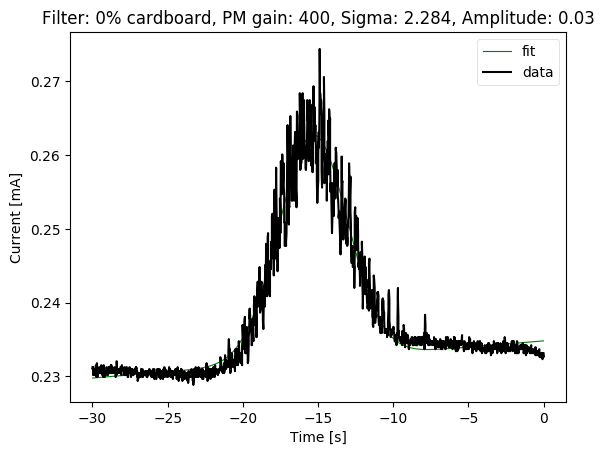 Filter: 0% cardboard, PM gain: 400, Sigma: 2.284, Amplitude: 0.03
fit
data
0.27
0.26
0.25
0.24
0.23
Current [mA]
−30 −25 −20 −15 −10 −5 0
Time [s]